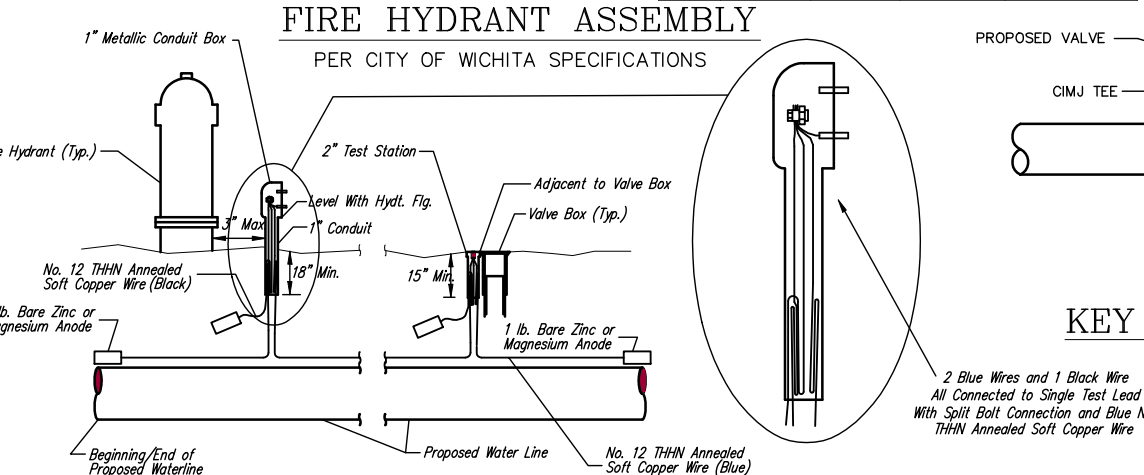 FIRE HYDRANT ASSEMBLY
PER CITY OF WICHITA SPECIFICATIONS
1" Metallic Conduit Box
Hydrant (Typ.)
2" Test Station
Adjacent to Valve Box
Valve Box (Typ.)
Level With Hydt. Flg.
3" Max
1" Conduit
No. 12 THHN Annealed
Soft Copper Wire (Black)
18" Min.
15" Min.
lb. Bare Zinc or
Magnesium Anode
1 lb. Bare Zinc or
Magnesium Anode
Beginning/End of
Proposed Waterline
Proposed Water Line
No. 12 THHN Annealed
Soft Copper Wire (Blue)
PROPOSED VALVE
CIMJ TEE
KEY
2 Blue Wires and 1 Black Wire
All Connected to Single Test Lead
With Split Bolt Connection and Blue N
THHN Annealed Soft Copper Wire